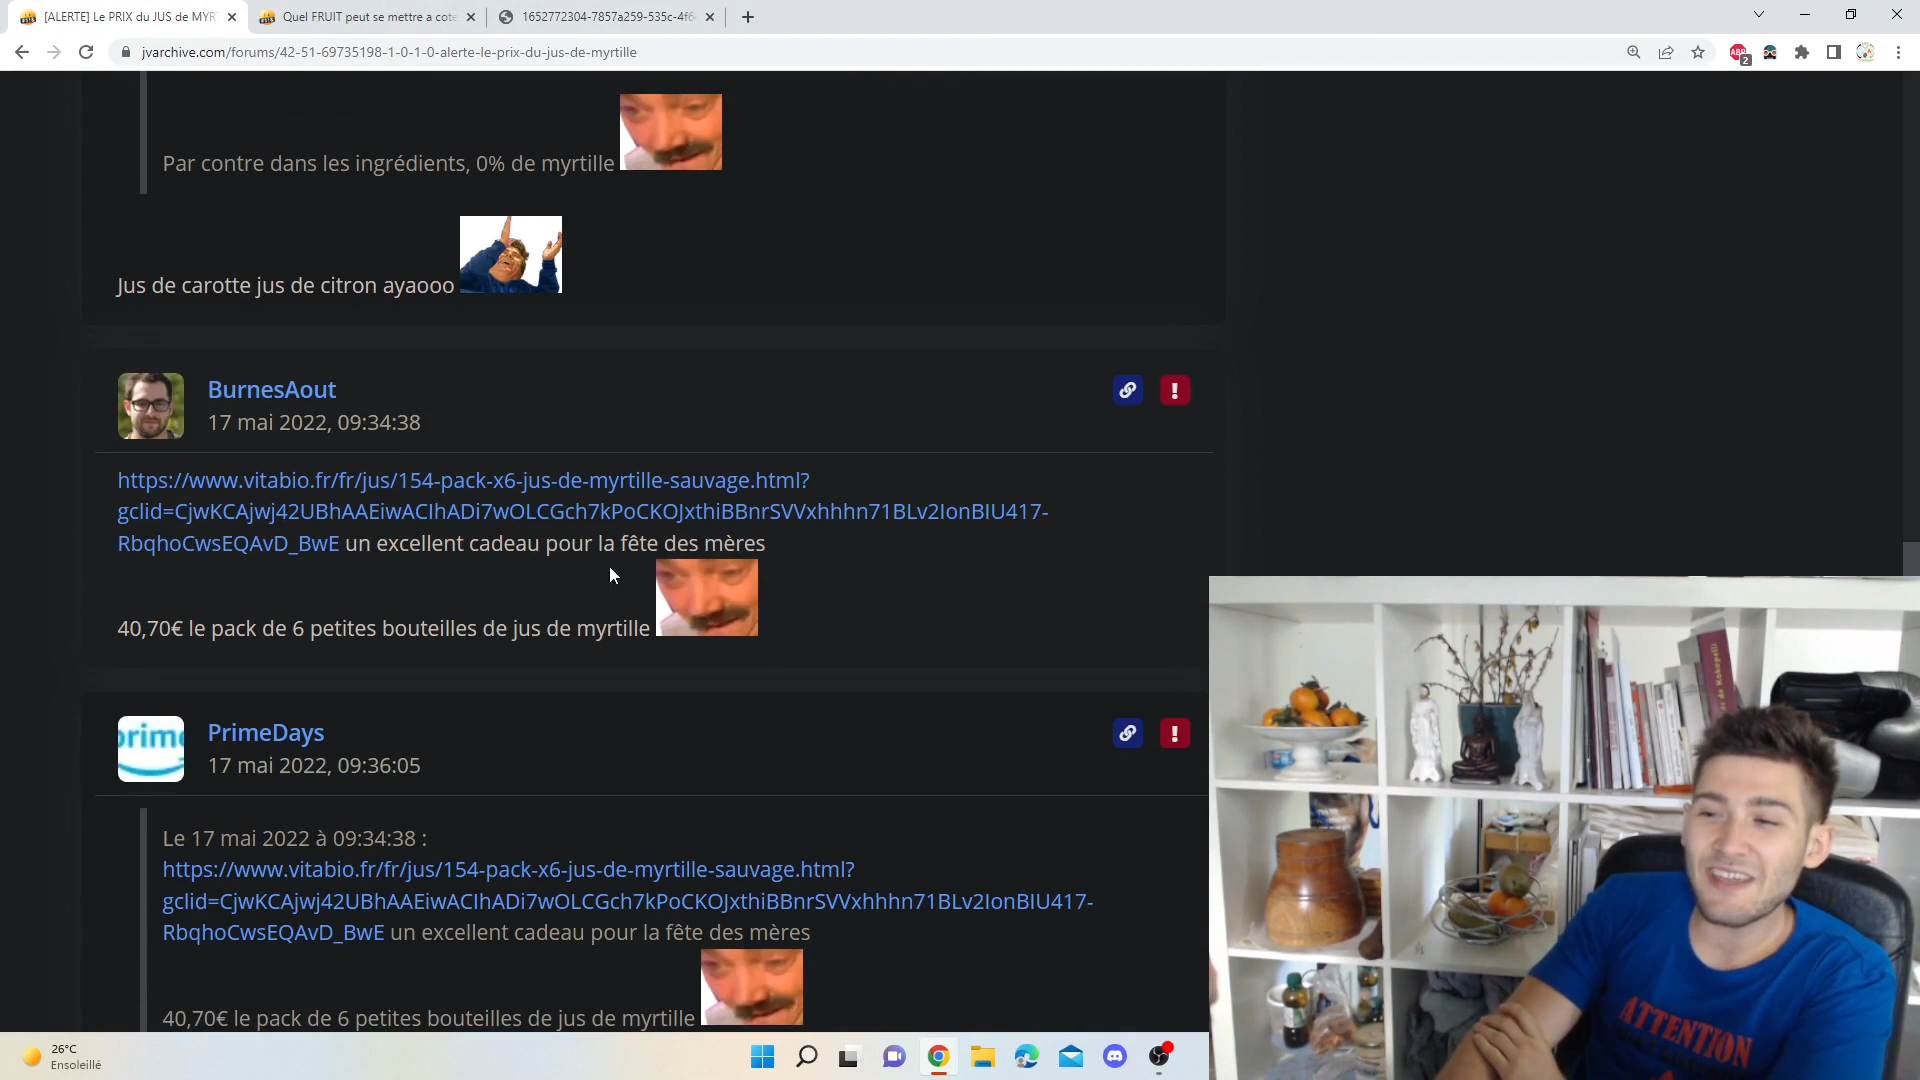 [ALERTE] Le PRIX du JUS de MYR
Quel FRUIT peut se mettre a cote
1652772304-7857a259-535c-4f6
jvarchive.com/forums/42-51-69735198-1-0-1-0-alerte-le-prix-du-jus-de-myrtille
ABP
2
Par contre dans les ingrédients, 0% de myrtille
Jus de carotte jus de citron ayaooo
BurnesAout
17 mai 2022, 09:34:38
https://www.vitabio.fr/fr/jus/154-pack-x6-jus-de-myrtille-sauvage.html?
gclid=CjwKCAjwj42UBhAAEiwACIhADi7wOLCGch7kPoCKOJxthiBBnrSVVxhhhn71BLv2IonBIU417-
RbqhoCwsEQAvD_BwE un excellent cadeau pour la fête des mères
40,70€ le pack de 6 petites bouteilles de jus de myrtille
PrimeDays
17 mai 2022, 09:36:05
prime
Le 17 mai 2022 à 09:34:38 :
https://www.vitabio.fr/fr/jus/154-pack-x6-jus-de-myrtille-sauvage.html?
gclid=CjwKCAjwj42UBhAAEiwACIhADi7wOLCGch7kPoCKOJxthiBBnrSVVxhhhn71BLv2IonBIU417-
RbqhoCwsEQAvD_BwE un excellent cadeau pour la fête des mères
40,70€ le pack de 6 petites bouteilles de jus de myrtille
ATTENTION
26°C
Ensoleillé